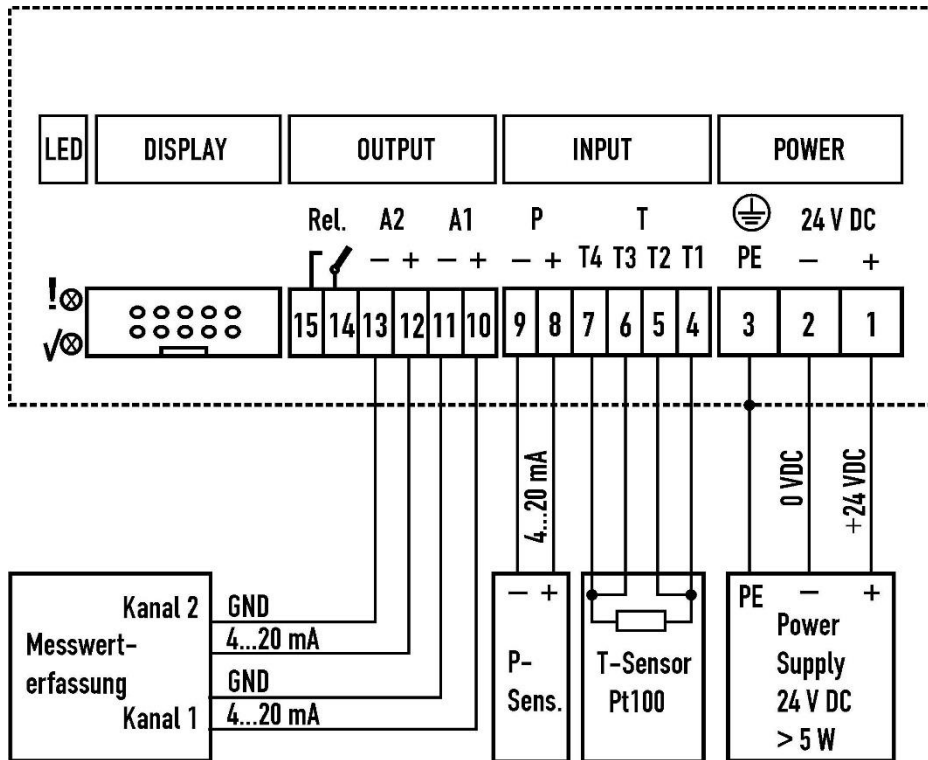 LED DISPLAY OUTPUT INPUT POWER
Rel. A2 A1 P T 24 V DC
− + − + − + T4 T3 T2 T1 PE − +
!
√
15 14 13 12 11 10 9 8 7 6 5 4 3 2 1
4...20 mA
0 VDC
+24 VDC
Kanal 2
Messwert-
erfassung
Kanal 1
GND
4...20 mA
GND
4...20 mA
− +
P-
Sens.
T-Sensor
Pt100
PE − +
Power
Supply
24 V DC
> 5 W